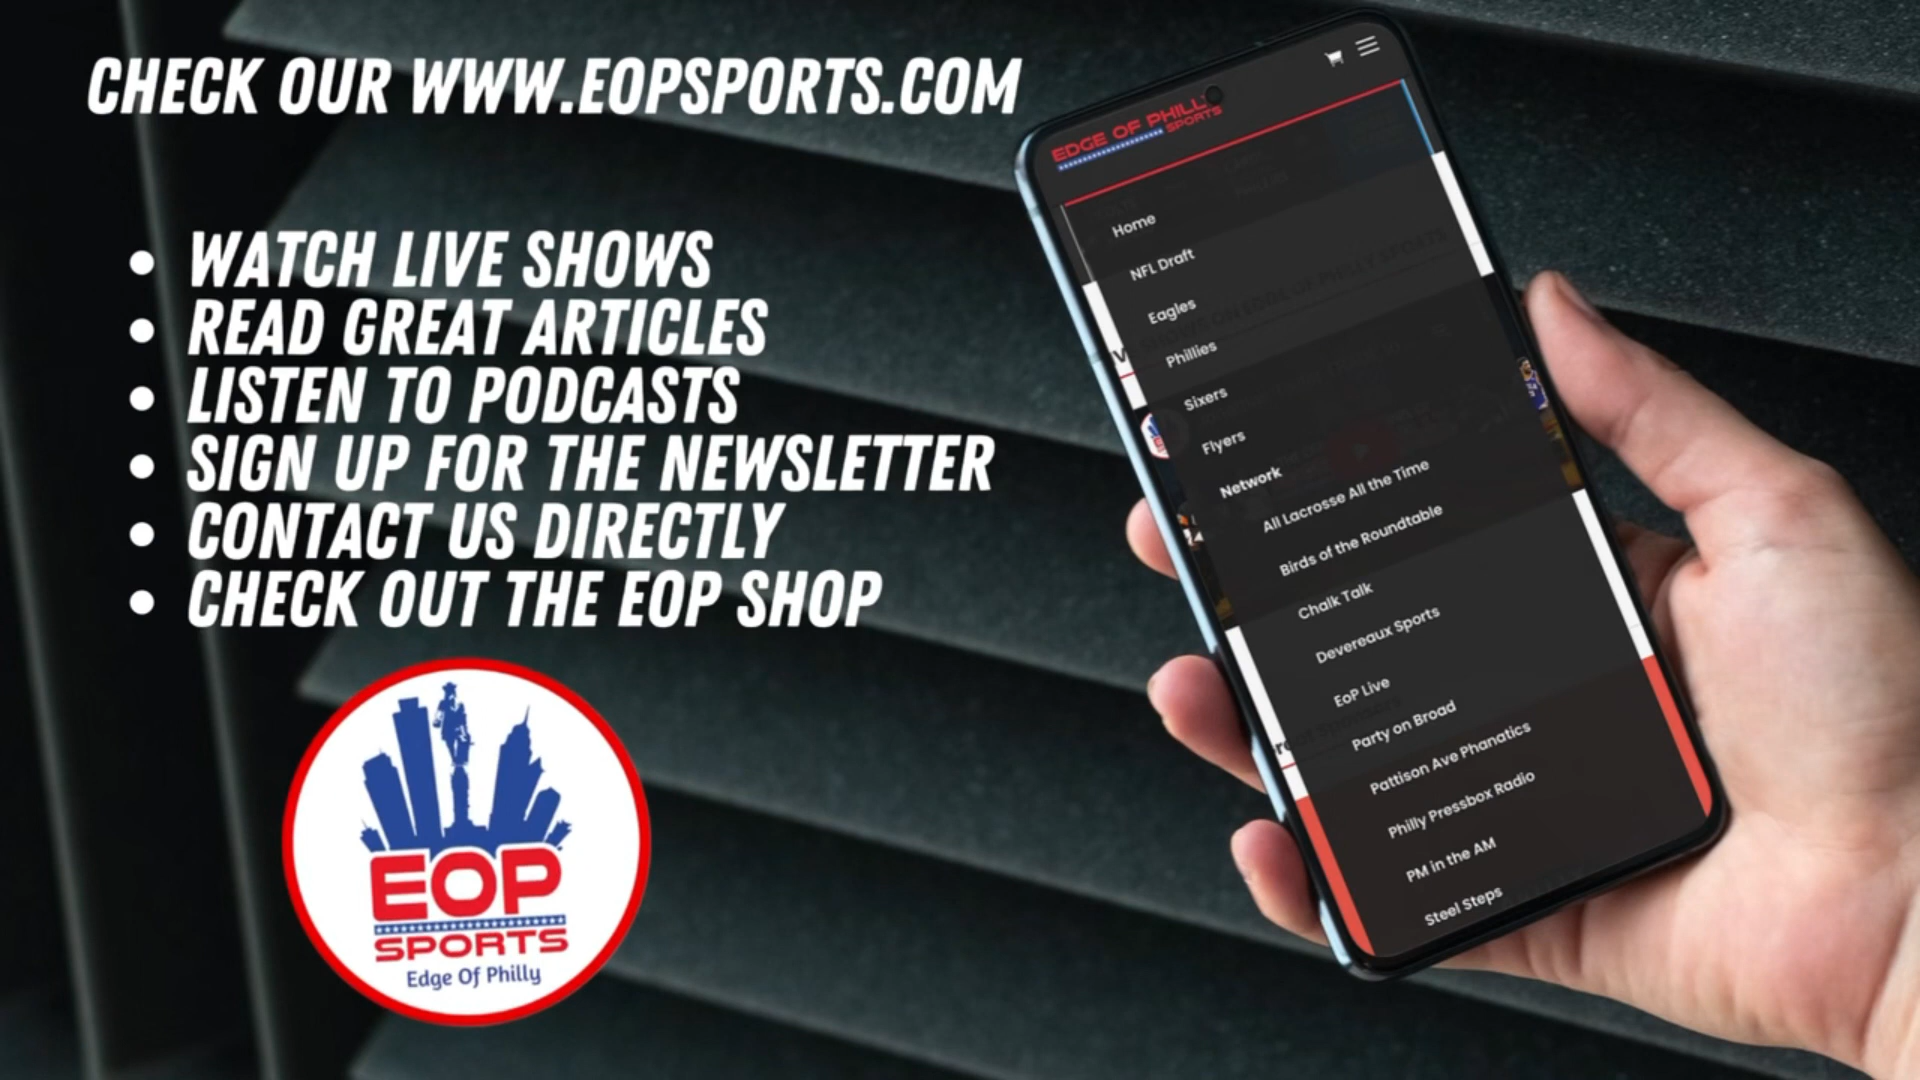 CHECK OUR WWW.EOPSPORTS.COM
• WATCH LIVE SHOWS
• READ GREAT ARTICLES
• LISTEN TO PODCASTS
• SIGN UP FOR THE NEWSLETTER
• CONTACT US DIRECTLY
• CHECK OUT THE EOP SHOP
EOP
SPORTS
Edge Of Philly
EDGE OF PHILLY
SPORTS
Home
NFL Draft
Eagles
Phillies
Sixers
Flyers
Network
All Lacrosse All the Time
Birds of the Roundtable
Chalk Talk
Devereaux Sports
EoP Live
Party on Broad
Pattison Ave Phanatics
Philly Pressbox Radio
PM in the AM
Steel Steps